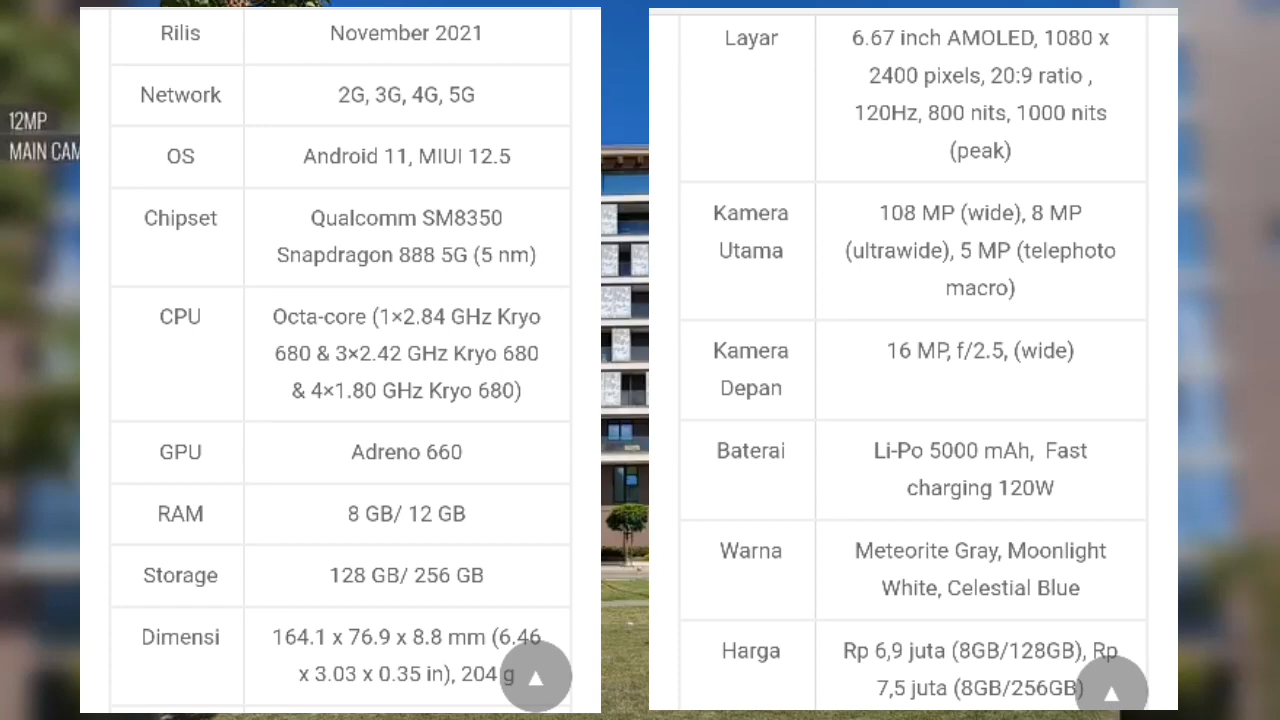 12MP
MAIN CAM
Rilis
November 2021
Network
2G, 3G, 4G, 5G
OS
Android 11, MIUI 12.5
Chipset
Qualcomm SM8350
Snapdragon 888 5G (5 nm)
CPU
Octa-core (1×2.84 GHz Kryo
680 & 3×2.42 GHz Kryo 680
& 4×1.80 GHz Kryo 680)
GPU
Adreno 660
RAM
8 GB/ 12 GB
Storage
128 GB/ 256 GB
Dimensi
164.1 x 76.9 x 8.8 mm (6.46
x 3.03 x 0.35 in), 204 g
Layar
6.67 inch AMOLED, 1080 x
2400 pixels, 20:9 ratio ,
120Hz, 800 nits, 1000 nits
(peak)
Kamera
Utama
108 MP (wide), 8 MP
(ultrawide), 5 MP (telephoto
macro)
Kamera
Depan
16 MP, f/2.5, (wide)
Baterai
Li-Po 5000 mAh,  Fast
charging 120W
Warna
Meteorite Gray, Moonlight
White, Celestial Blue
Harga
Rp 6,9 juta (8GB/128GB), Rp
7,5 juta (8GB/256GB)